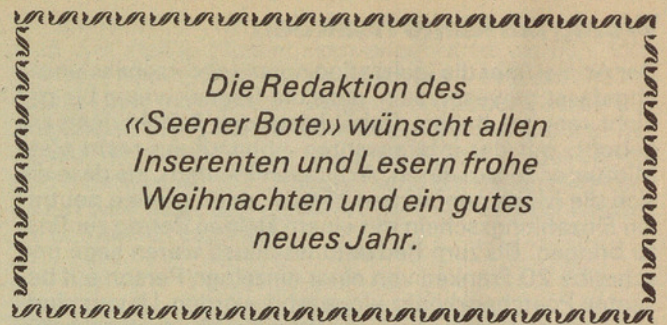 Die Redaktion des
«Seener Bote» wünscht allen
Inserenten und Lesern frohe
Weihnachten und ein gutes
neues Jahr.